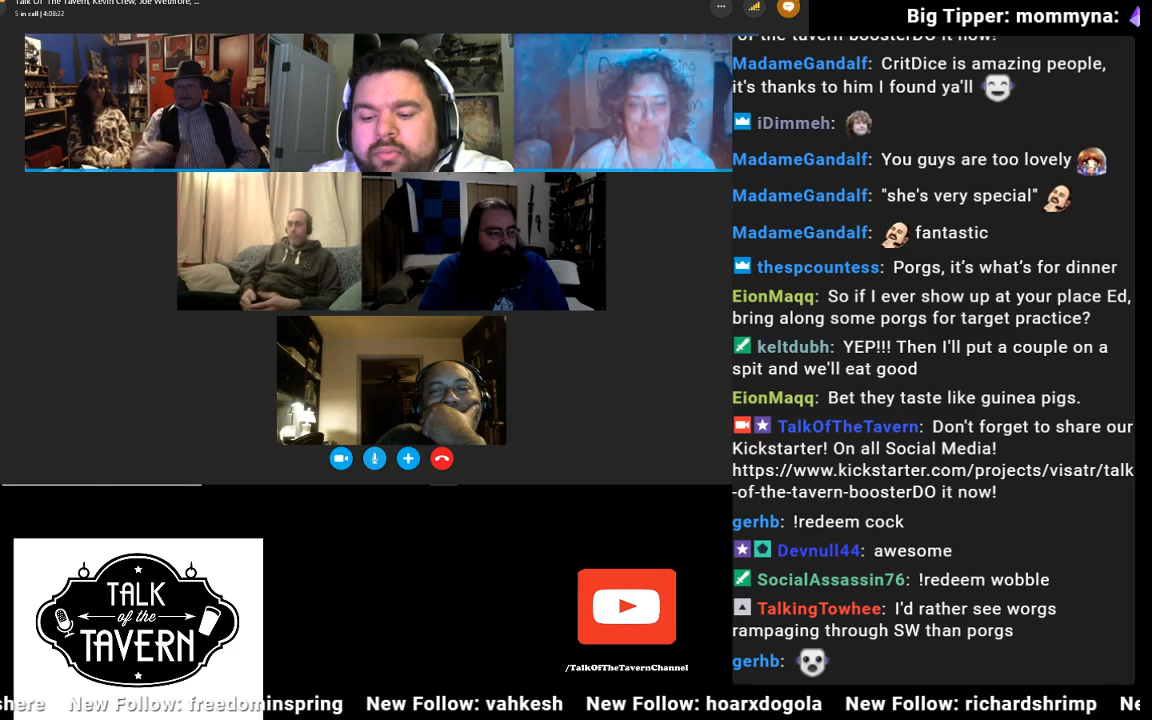 Talk Of The Tavern, Kevin Crew, Joe Wetmore, ...
5 in call | 4:08:22
Big Tipper: mommyna:
of the tavern boosterDO it now!
MadameGandalf: CritDice is amazing people,
it's thanks to him I found ya'll
iDimmeh:
MadameGandalf: You guys are too lovely
MadameGandalf: "she's very special"
MadameGandalf: fantastic
thespcountess: Porgs, it's what's for dinner
EionMaqq: So if I ever show up at your place Ed,
bring along some porgs for target practice?
keltdubh: YEP!!! Then I'll put a couple on a
spit and we'll eat good
EionMaqq: Bet they taste like guinea pigs.
TalkOfTheTavern: Don't forget to share our
Kickstarter! On all Social Media!
https://www.kickstarter.com/projects/visatr/talk
-of-the-tavern-boosterDO it now!
gerhb: !redeem cock
Devnull44: awesome
SocialAssassin76: !redeem wobble
TalkingTowhee: I'd rather see worgs
rampaging through SW than porgs
gerhb:
TALK
of the
TAVERN
/TalkOfTheTavernChannel
shere New Follow: freedominspring New Follow: vahkesh New Follow: hoarxdogola New Follow: richardshrimp Ne